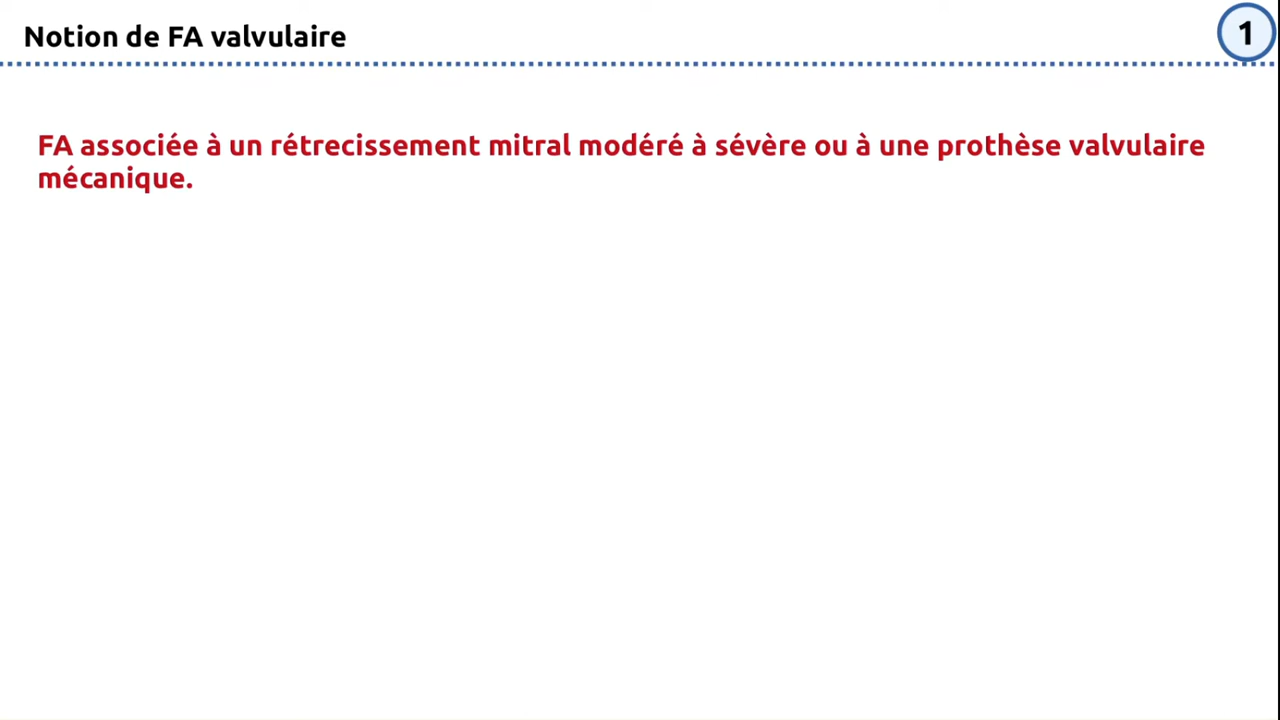 Notion de FA valvulaire
1
FA associée à un rétrecissement mitral modéré à sévère ou à une prothèse valvulaire
mécanique.